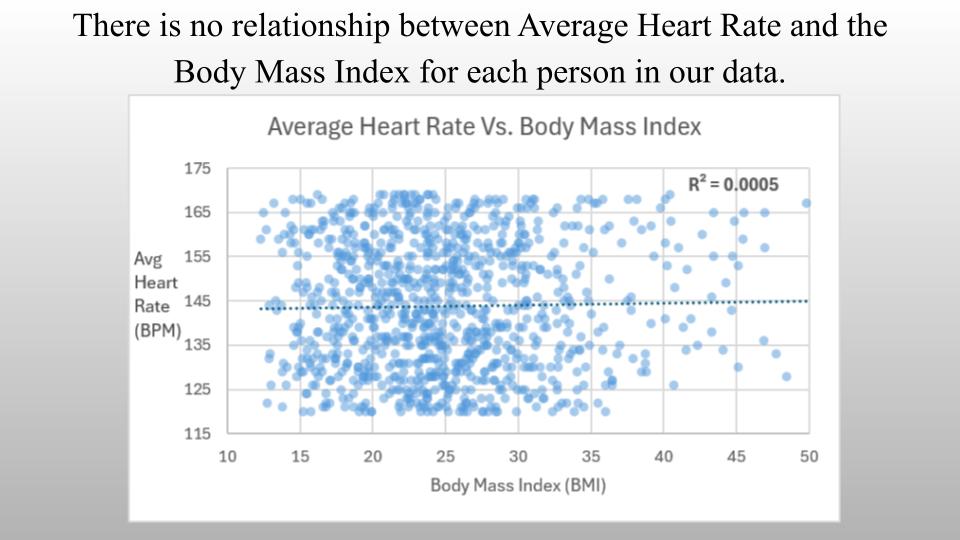 There is no relationship between Average Heart Rate and the
Body Mass Index for each person in our data.
Average Heart Rate Vs. Body Mass Index
R² = 0.0005
175
165
155
145
135
125
115
Avg
Heart
Rate
(BPM)
10 15 20 25 30 35 40 45 50
Body Mass Index (BMI)